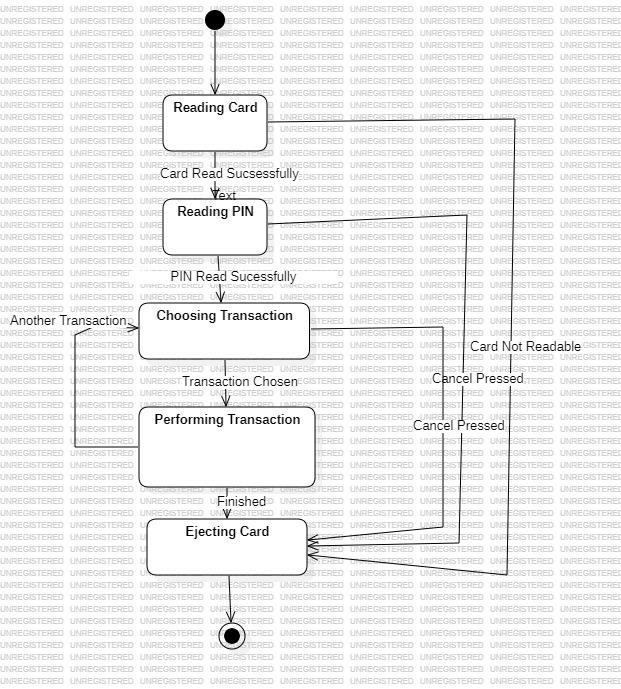 Reading Card
Card Read Sucsessfully
Text
Reading PIN
PIN Read Sucessfully
Choosing Transaction
Another Transaction
Card Not Readable
Transaction Chosen
Cancel Pressed
Performing Transaction
Cancel Pressed
Finished
Ejecting Card
UNREGISTERED